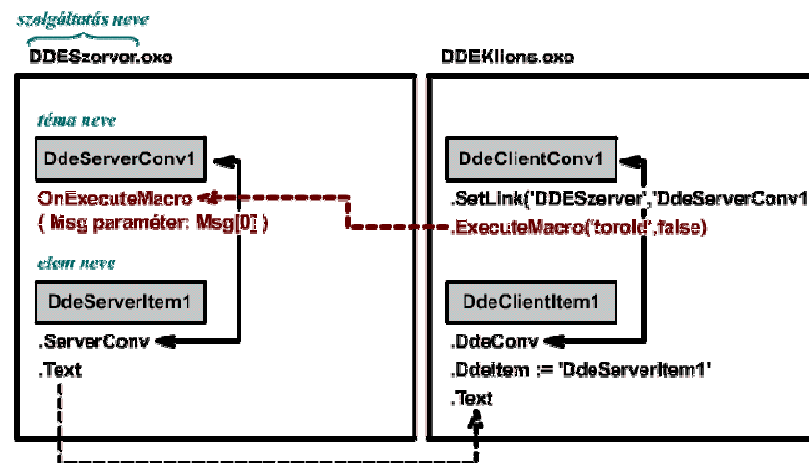 szolgáltatás neve
DDESzerver.exe
téma neve
DdeServerConv1
OnExecuteMacro
( Msg paraméter: Msg[0] )
elem neve
DdeServerItem1
.ServerConv
.Text
DDEKliens.exe
DdeClientConv1
.SetLink('DDESzerver','DdeServerConv1
.ExecuteMacro('torold',false)
DdeClientItem1
.DdeConv
.DdeItem := 'DdeServerItem1'
.Text